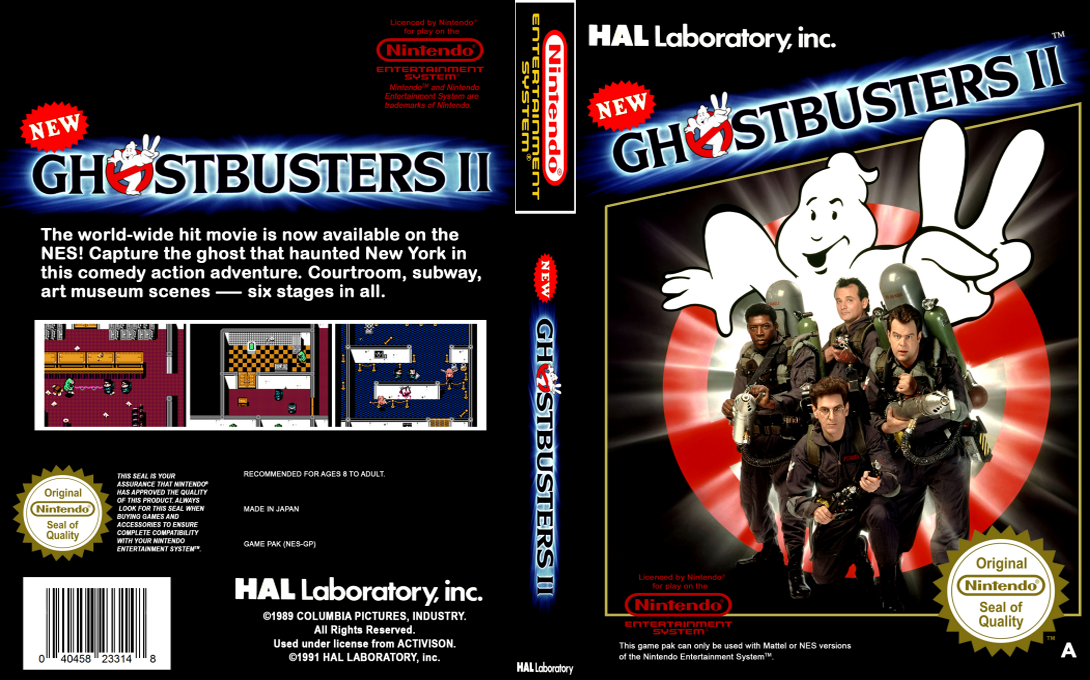 Licenced by Nintendo®
for play on the
Nintendo®
ENTERTAINMENT
SYSTEM®
Nintendo™ and Nintendo
Entertainment System are
trademarks of Nintendo.
NEW
GHOSTBUSTERS II
The world-wide hit movie is now available on the
NES! Capture the ghost that haunted New York in
this comedy action adventure. Courtroom, subway,
art museum scenes — six stages in all.
Original
Nintendo®
Seal of
Quality
THIS SEAL IS YOUR
ASSURANCE THAT NINTENDO®
HAS APPROVED THE QUALITY
OF THIS PRODUCT. ALWAYS
LOOK FOR THIS SEAL WHEN
BUYING GAMES AND
ACCESSORIES TO ENSURE
COMPLETE COMPATIBILITY
WITH YOUR NINTENDO
ENTERTAINMENT SYSTEM™.
RECOMMENDED FOR AGES 8 TO ADULT.
MADE IN JAPAN
GAME PAK (NES-GP)
0 40458 23314 8
HAL Laboratory, inc.
©1989 COLUMBIA PICTURES, INDUSTRY.
All Rights Reserved.
Used under license from ACTIVISON.
©1991 HAL LABORATORY, inc.
Nintendo®
ENTERTAINMENT
SYSTEM®
NEW
GHOSTBUSTERS II
HAL Laboratory
HAL Laboratory, inc.
NEW
GHOSTBUSTERS II™
Licenced by Nintendo®
for play on the
Nintendo®
ENTERTAINMENT
SYSTEM®
This game pak can only be used with Mattel or NES versions
of the Nintendo Entertainment System™.
Original
Nintendo®
Seal of
Quality
™
A